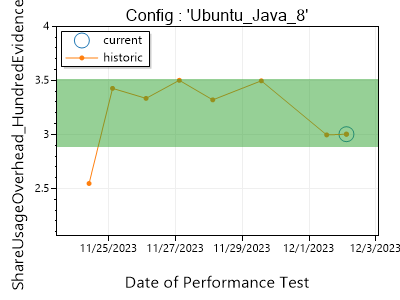 Config : 'Ubuntu_Java_8'
ShareUsageOverhead_HundredEvidence
4
3.5
3
2.5
current
historic
11/25/2023
11/27/2023
11/29/2023
12/1/2023
12/3/2023
Date of Performance Test